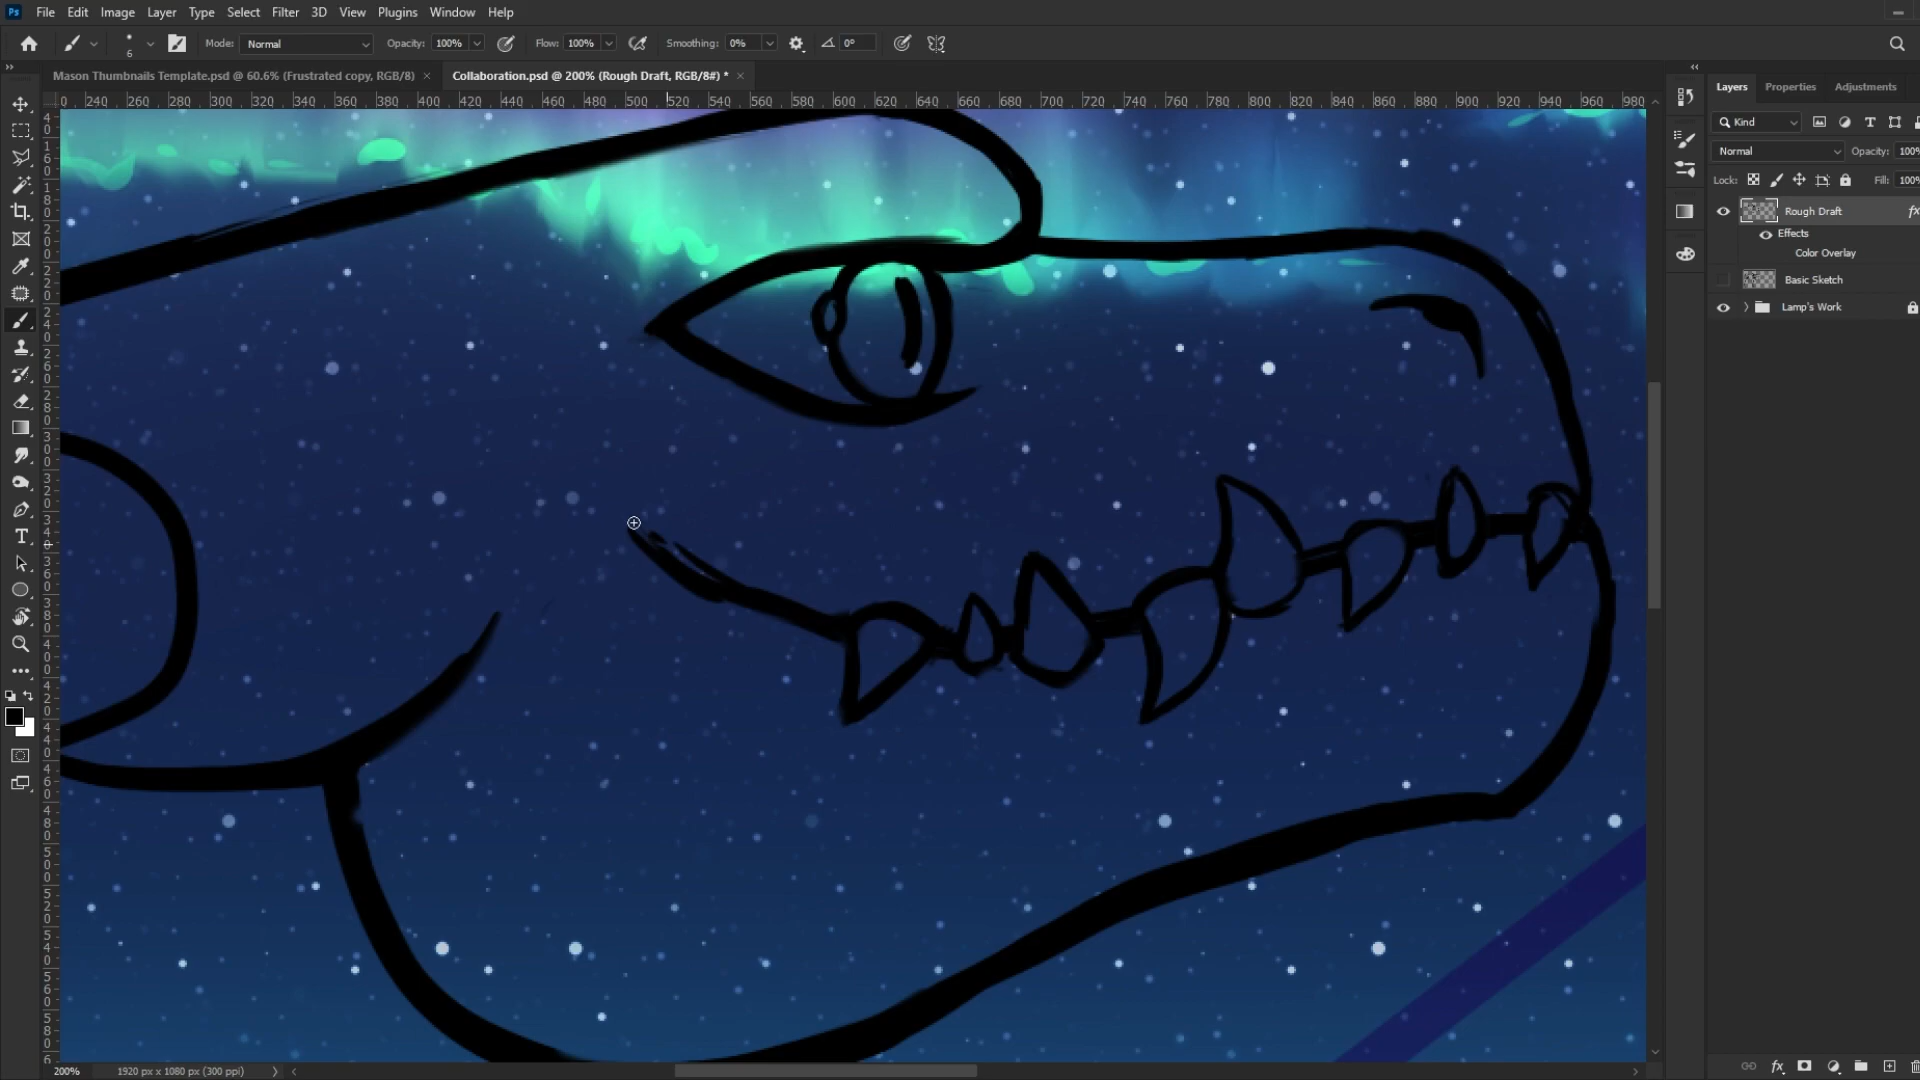 Ps File Edit Image Layer Type Select Filter 3D View Plugins Window Help
6 Mode: Normal Opacity: 100% Flow: 100% Smoothing: 0% 0°
Mason Thumbnails Template.psd @ 60.6% (Frustrated copy, RGB/8) × Collaboration.psd @ 200% (Rough Draft, RGB/8#) * ×
0 240 260 280 300 320 340 360 380 400 420 440 460 480 500 520 540 560 580 600 620 640 660 680 700 720 740 760 780 800 820 840 860 880 900 920 940 960 980
Layers Properties Adjustments
Kind
Normal Opacity: 100%
Lock: Fill: 100%
Rough Draft fx
Effects
Color Overlay
Basic Sketch
Lamp's Work
200% 1920 px x 1080 px (300 ppi)